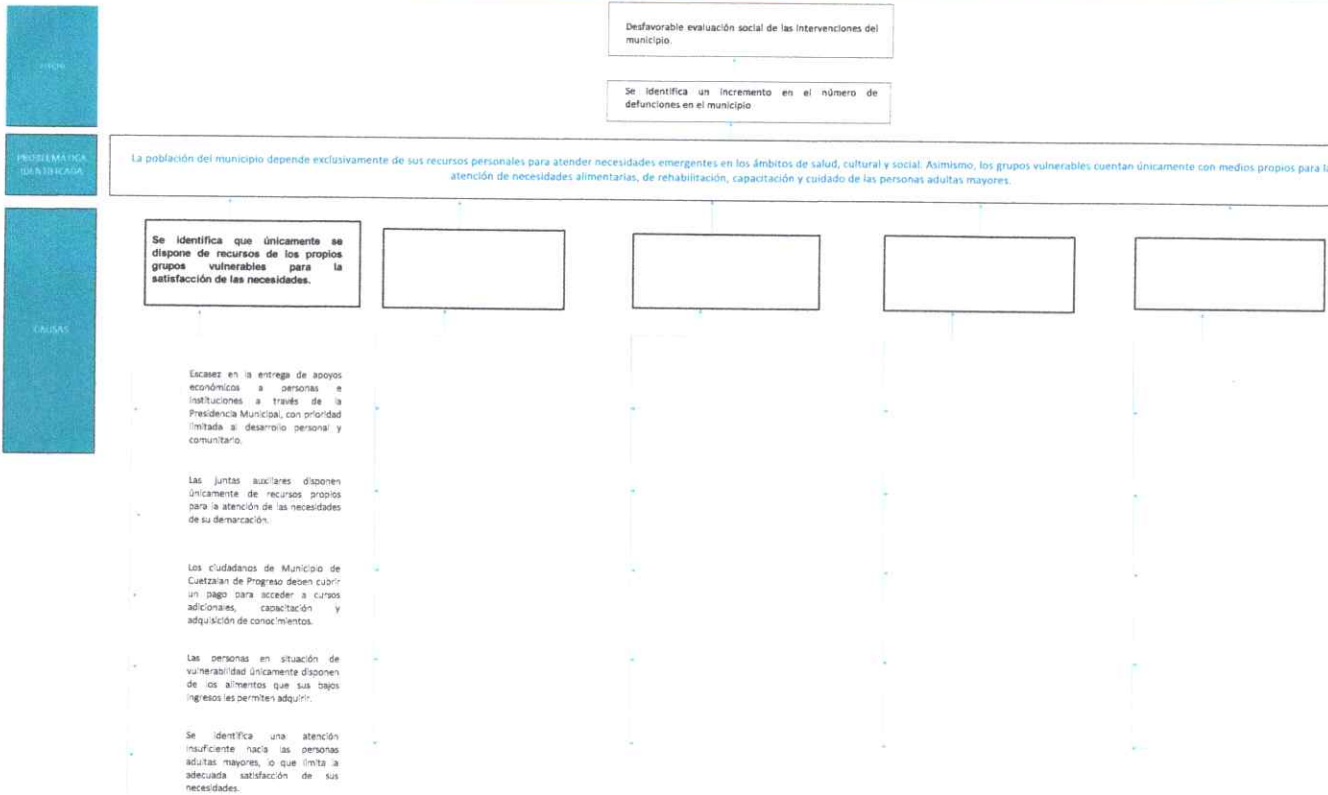 Desfavorable evaluación social de las intervenciones del
municipio.
Se identifica un incremento en el número de
defunciones en el municipio
PROBLEMÁTICA
IDENTIFICADA
La población del municipio depende exclusivamente de sus recursos personales para atender necesidades emergentes en los ámbitos de salud, cultural y social. Asimismo, los grupos vulnerables cuentan únicamente con medios propios para la
atención de necesidades alimentarias, de rehabilitación, capacitación y cuidado de las personas adultas mayores.
CAUSAS
Se identifica que únicamente se
dispone de recursos de los propios
grupos vulnerables para la
satisfacción de las necesidades.
Escasez en la entrega de apoyos
económicos a personas e
instituciones a través de la
Presidencia Municipal, con prioridad
limitada al desarrollo personal y
comunitario.
Las juntas auxiliares disponen
únicamente de recursos propios
para la atención de las necesidades
de su demarcación.
Los ciudadanos de Municipio de
Cuetzalan de Progreso deben cubrir
un pago para acceder a cursos
adicionales, capacitación y
adquisición de conocimientos.
Las personas en situación de
vulnerabilidad únicamente disponen
de los alimentos que sus bajos
ingresos les permiten adquirir.
Se identifica una atención
insuficiente hacia las personas
adultas mayores, lo que limita la
adecuada satisfacción de sus
necesidades.